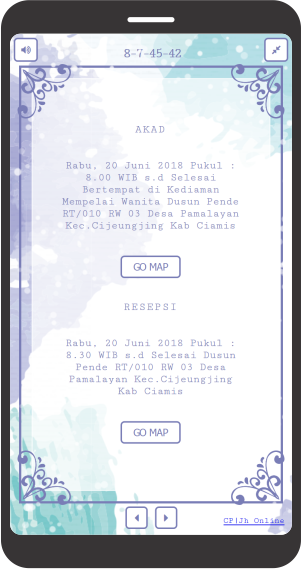 8-7-45-42
AKAD
Rabu, 20 Juni 2018 Pukul :
8.00 WIB s.d Selesai
Bertempat di Kediaman
Mempelai Wanita Dusun Pende
RT/010 RW 03 Desa Pamalayan
Kec.Cijeungjing Kab Ciamis
GO MAP
RESEPSI
Rabu, 20 Juni 2018 Pukul :
8.30 WIB s.d Selesai Dusun
Pende RT/010 RW 03 Desa
Pamalayan Kec.Cijeungjing
Kab Ciamis
GO MAP
CP|Jh Online